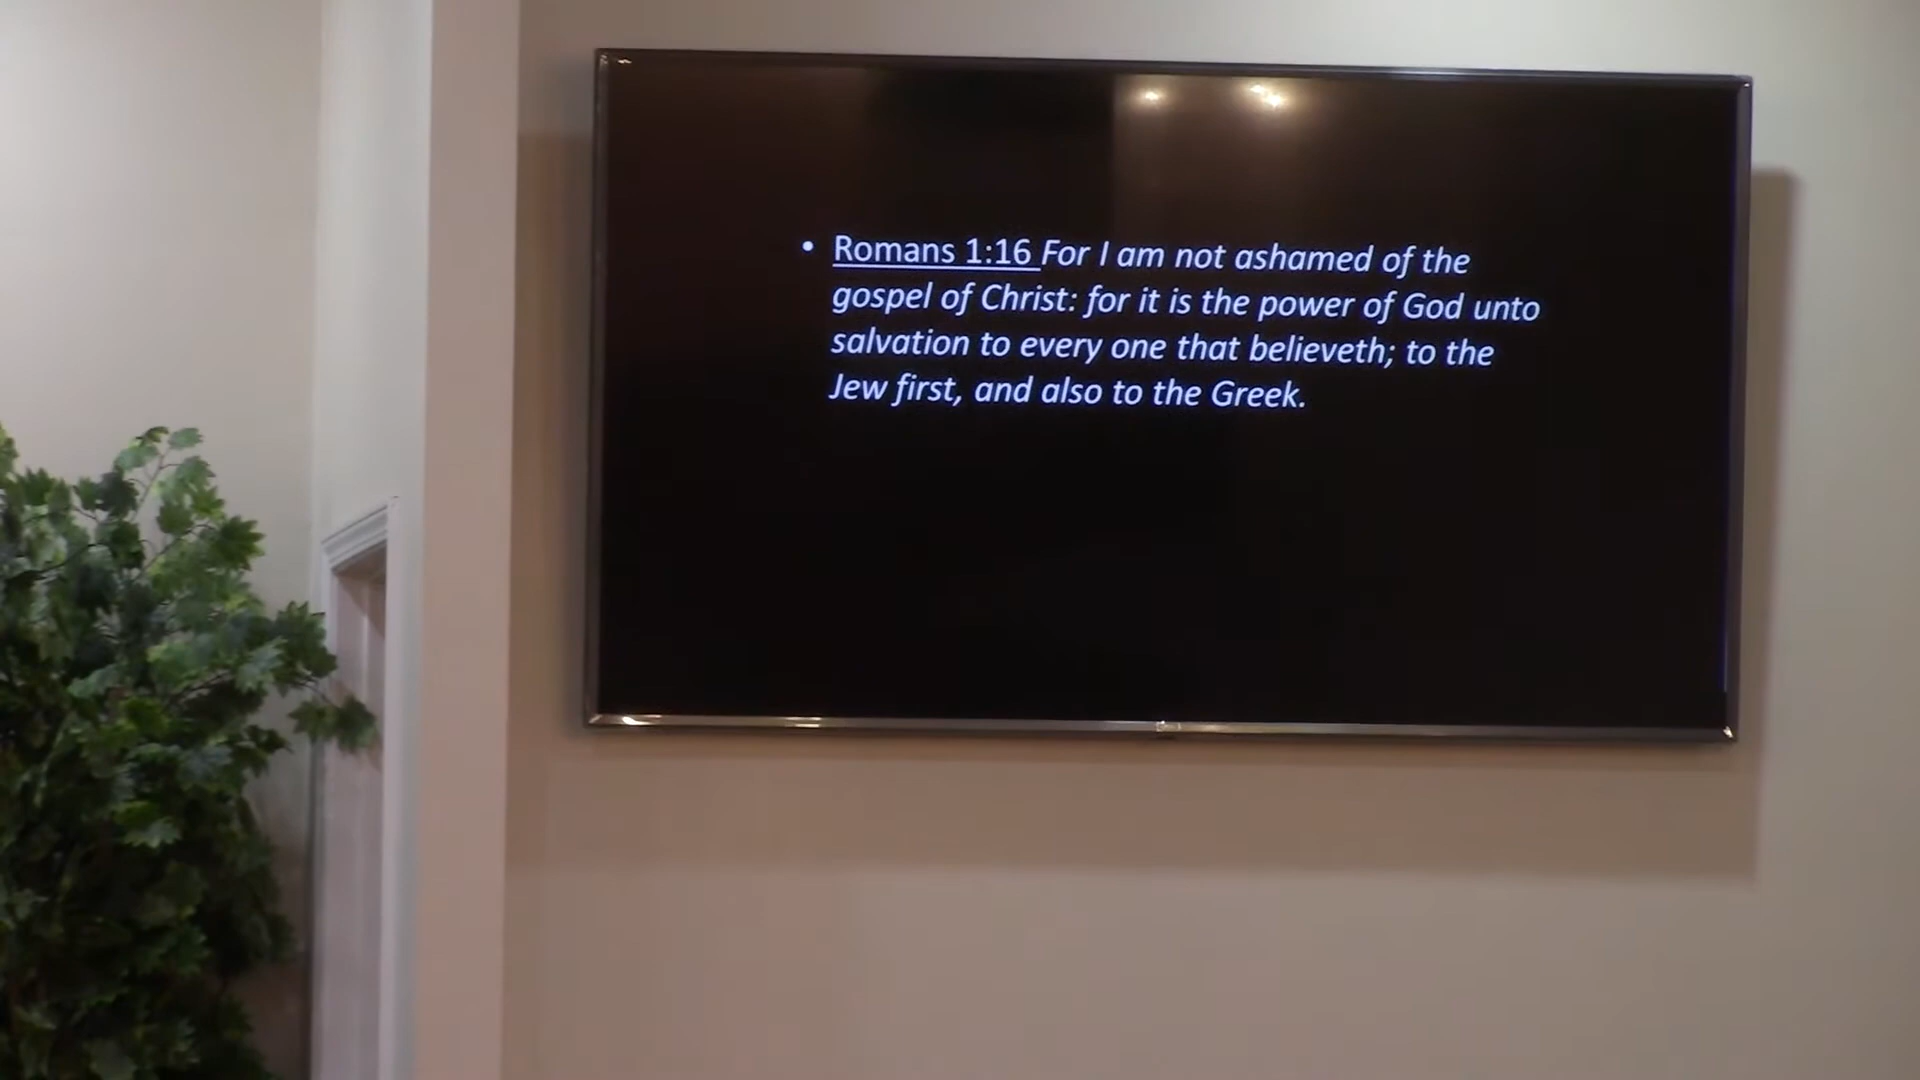 • Romans 1:16 For I am not ashamed of the
gospel of Christ: for it is the power of God unto
salvation to every one that believeth; to the
Jew first, and also to the Greek.